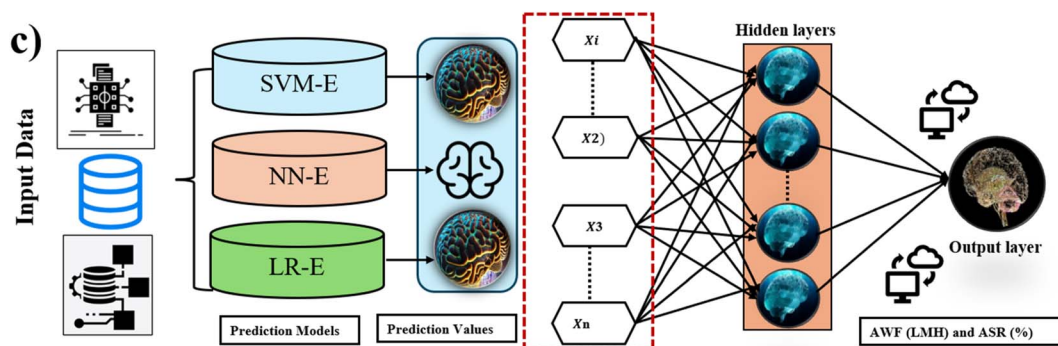 c)
Input Data
SVM-E
NN-E
LR-E
Prediction Models
Prediction Values
Xi
X2)
X3
Xn
Hidden layers
Output layer
AWF (LMH) and ASR (%)